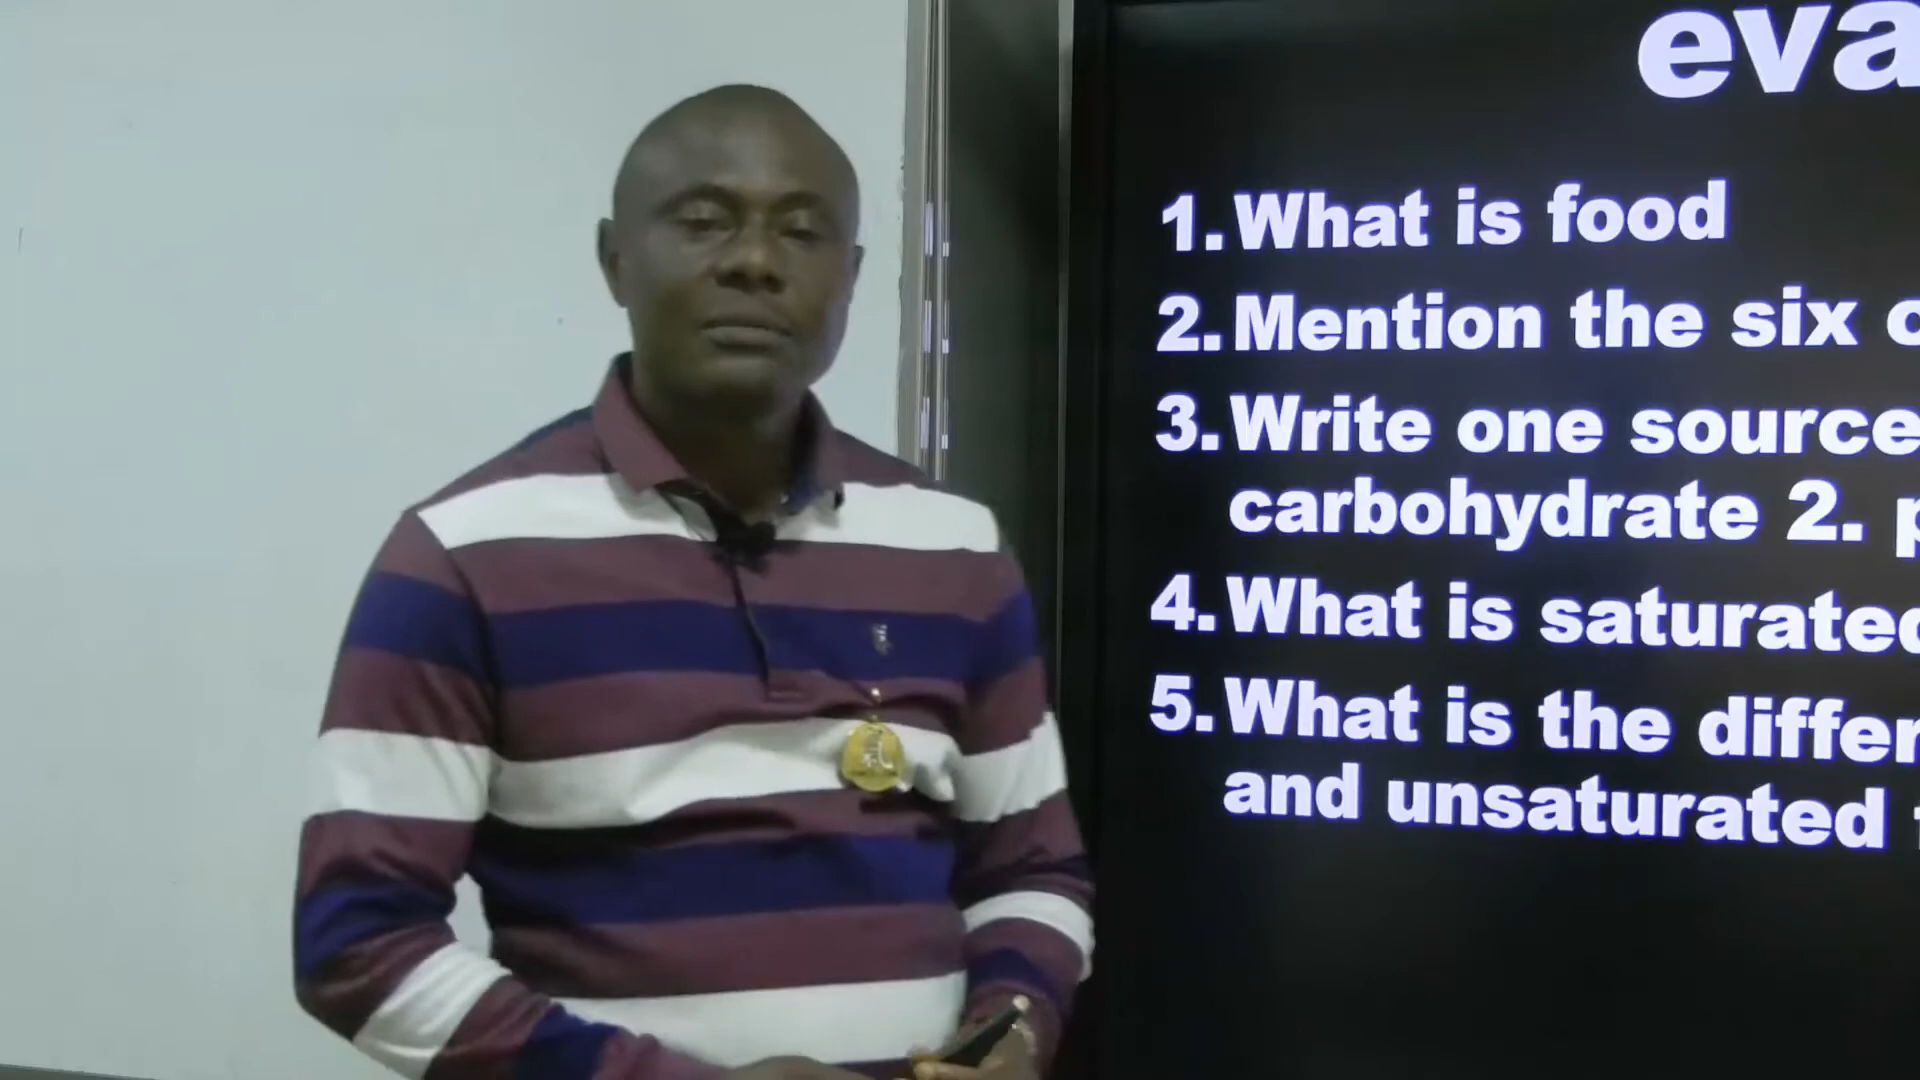 eva
1. What is food
2. Mention the six
3. Write one source
carbohydrate 2.
4. What is saturated
5. What is the differ
and unsaturated